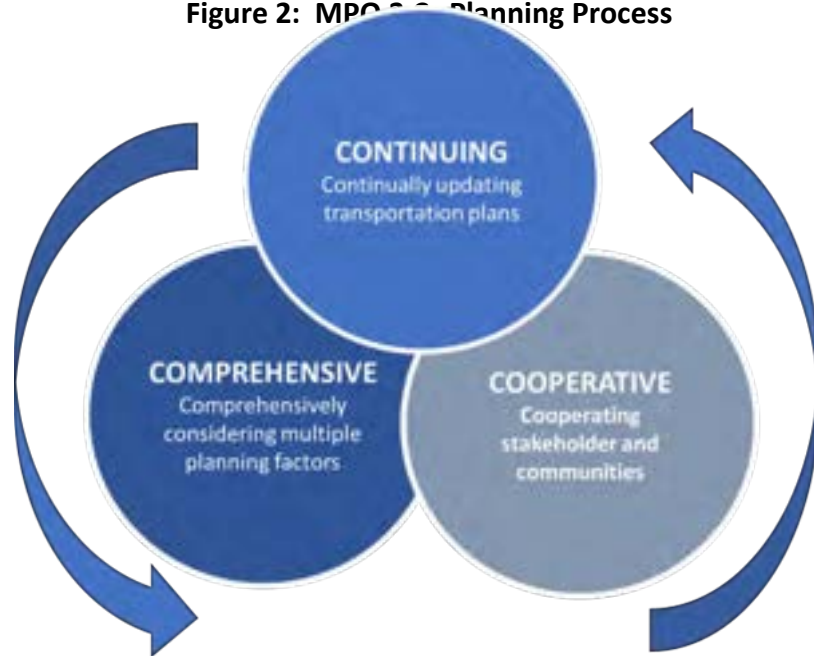 Figure 2: MPO Planning Process
CONTINUING
Continually updating
transportation plans
COMPREHENSIVE
Comprehensively
considering multiple
planning factors
COOPERATIVE
Cooperating
stakeholder and
communities